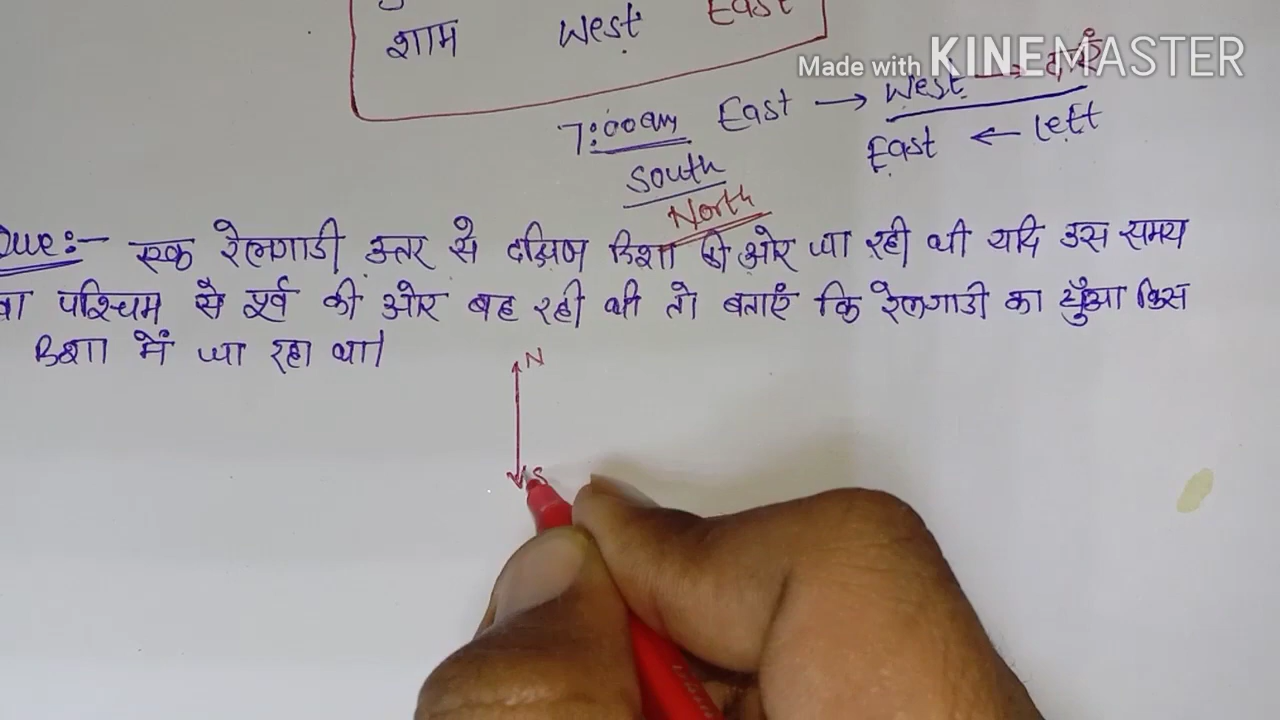 शाम West East
Made with KINEMASTER
7:00am East → West →
East ← left
South
North
Que:- एक रेलगाडी उत्तर से दक्षिण दिशा की ओर जा रही थी यदि उस समय
वा पश्चिम से पूर्व की ओर बह रही थी तो बताएं कि रेलगाडी का धुँआ किस
दिशा में जा रहा था।
N
S